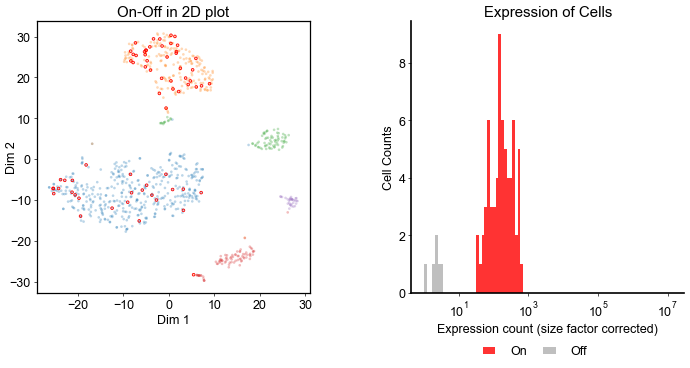 On-Off in 2D plot
30
20
10
0
−10
−20
−30
Dim 2
−20 −10 0 10 20 30
Dim 1
Expression of Cells
8
6
4
2
0
Cell Counts
10^1 10^3 10^5 10^7
Expression count (size factor corrected)
On Off